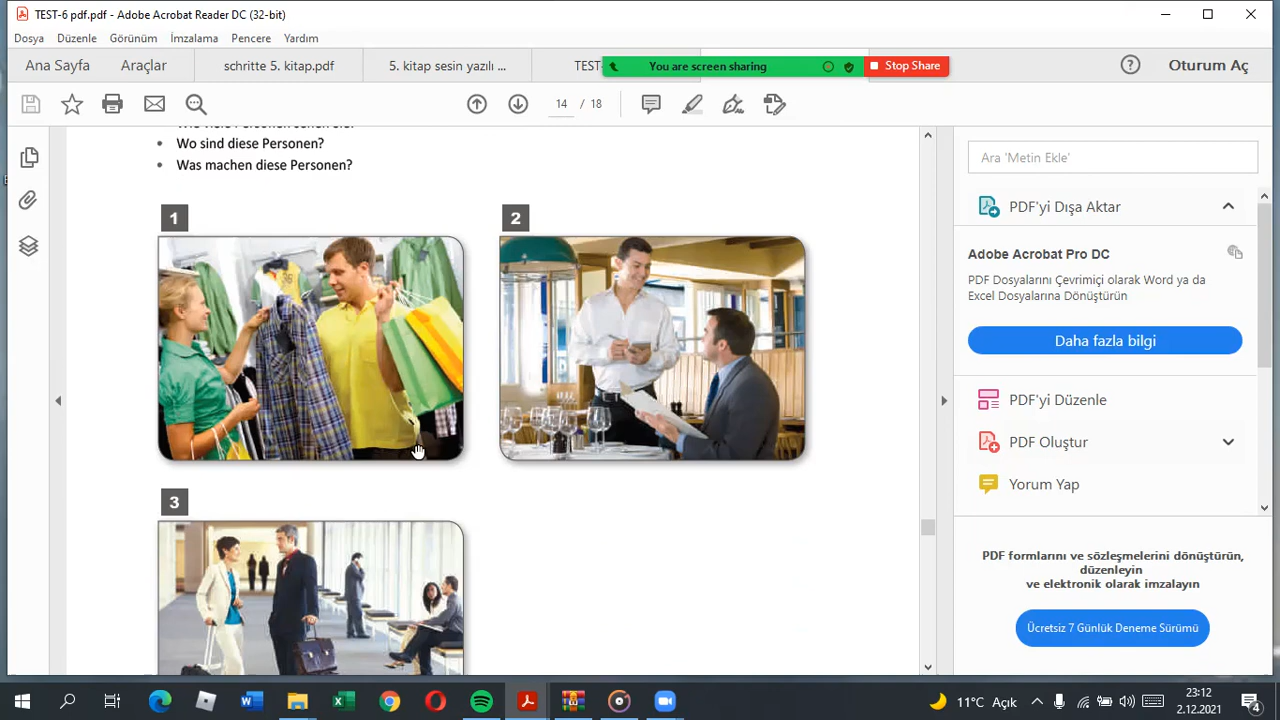 TEST-6 pdf.pdf - Adobe Acrobat Reader DC (32-bit)
Dosya Düzenle Görünüm İmzalama Pencere Yardım
Ana Sayfa Araçlar schritte 5. kitap.pdf 5. kitap sesin yazılı ... TEST- You are screen sharing Stop Share Oturum Aç
14 / 18
Wo sind diese Personen?
Was machen diese Personen?
1
2
3
Ara 'Metin Ekle'
PDF'yi Dışa Aktar
Adobe Acrobat Pro DC
PDF Dosyalarını Çevrimiçi olarak Word ya da
Excel Dosyalarına Dönüştürün
Daha fazla bilgi
PDF'yi Düzenle
PDF Oluştur
Yorum Yap
PDF formlarını ve sözleşmelerini dönüştürün,
düzenleyin
ve elektronik olarak imzalayın
Ücretsiz 7 Günlük Deneme Sürümü
11°C Açık
23:12
2.12.2021
4